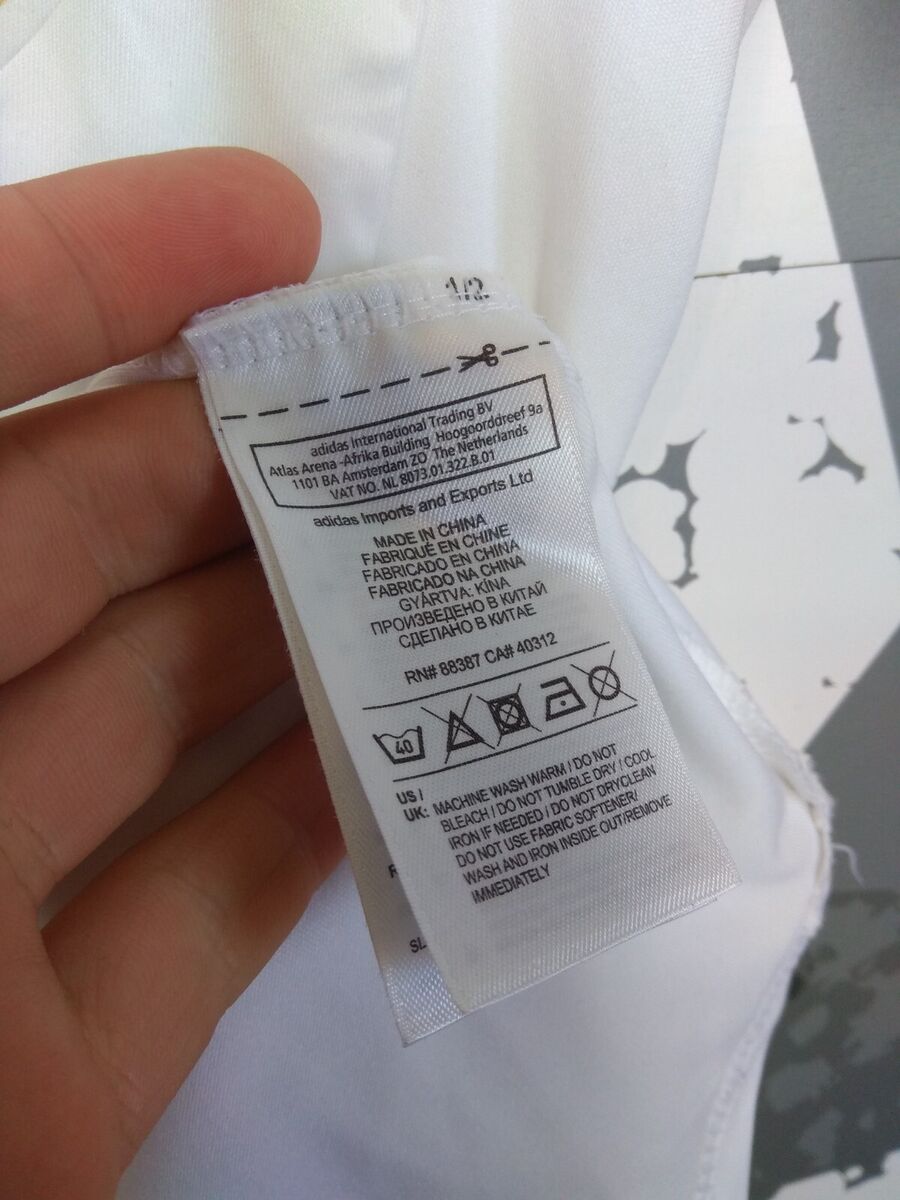 1/2
adidas International Trading BV
Atlas Arena -Afrika Building Hoogoorddreef 9a
1101 BA Amsterdam ZO The Netherlands
VAT NO. NL 8073.01.322.B.01
adidas Imports and Exports Ltd
MADE IN CHINA
FABRIQUÉ EN CHINE
FABRICADO EN CHINA
FABRICADO NA CHINA
GYÁRTVA: KÍNA
ПРОИЗВЕДЕНО В КИТАЙ
СДЕЛАНО В КИТАЕ
RN# 88387 CA# 40312
40
US /
UK: MACHINE WASH WARM / DO NOT
BLEACH / DO NOT TUMBLE DRY / COOL
IRON IF NEEDED / DO NOT DRYCLEAN
DO NOT USE FABRIC SOFTENER/
WASH AND IRON INSIDE OUT/REMOVE
IMMEDIATELY
SL